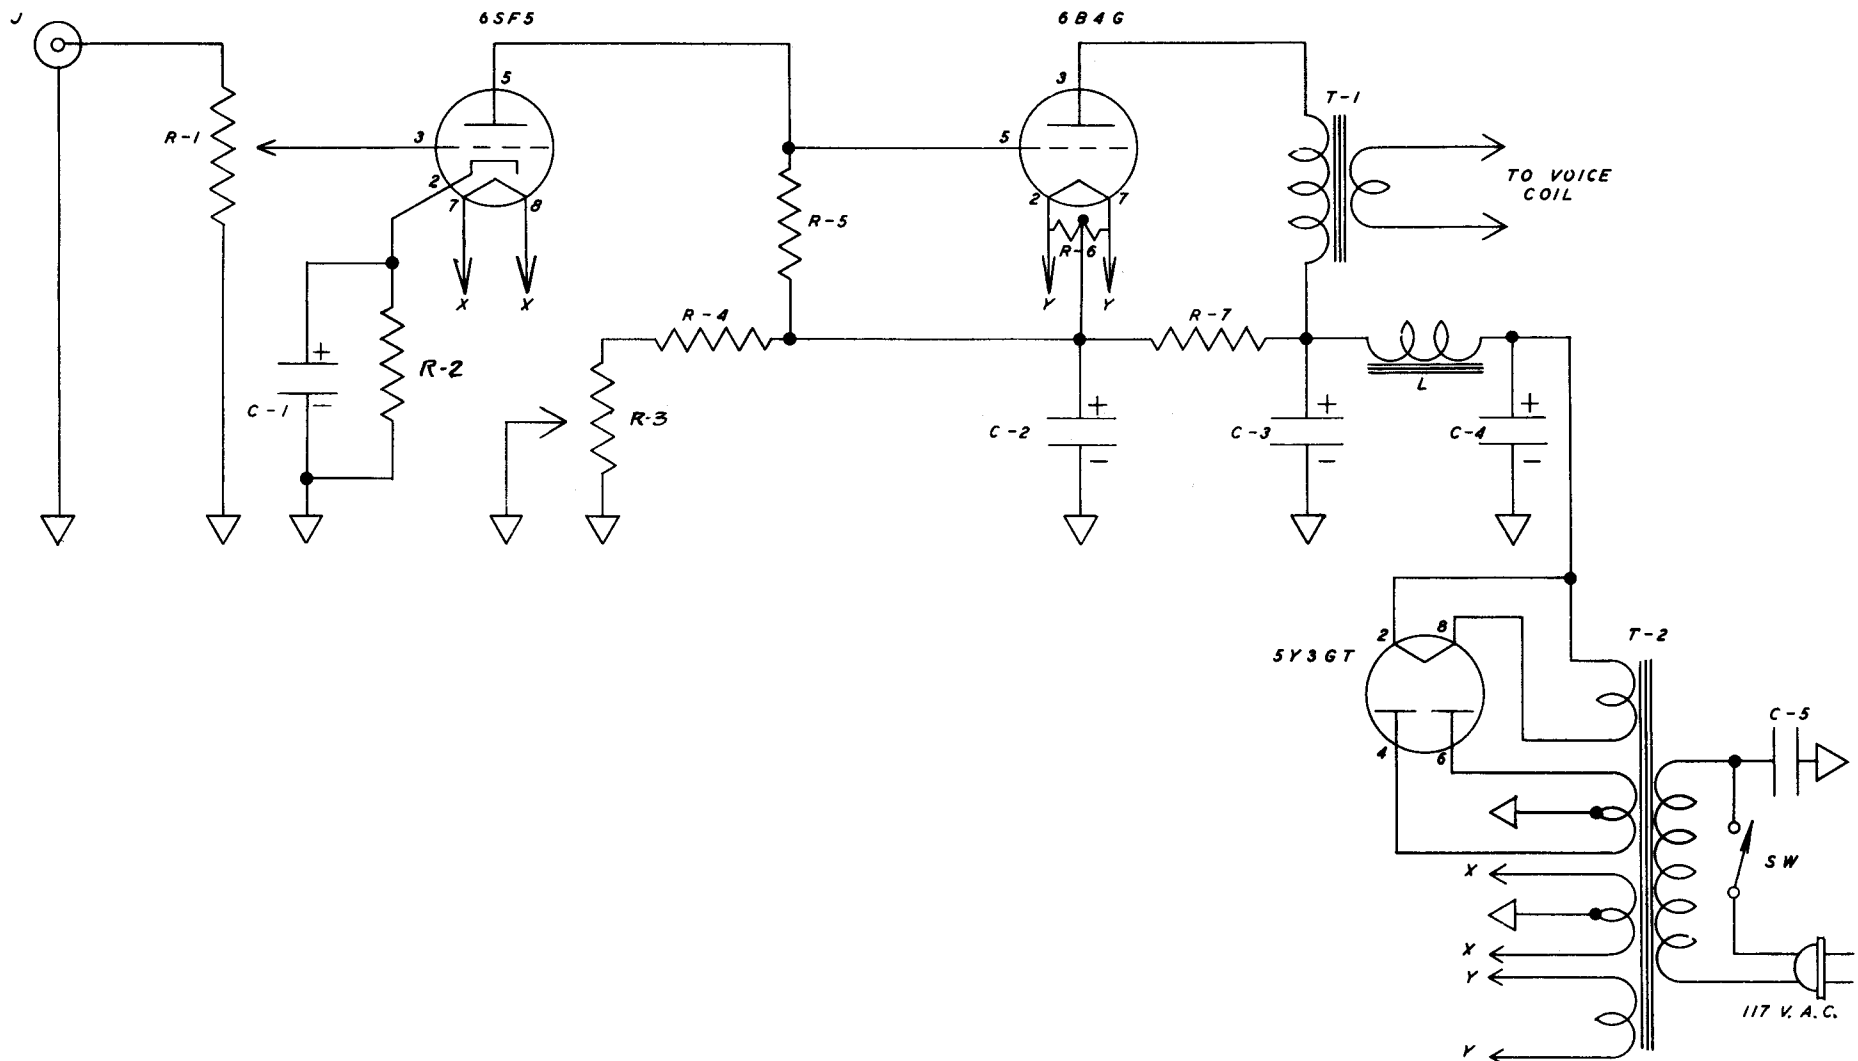 J
6SF5
6B4G
5
3
T-1
R-1
3
5
2
7
8
2
7
TO VOICE
COIL
R-5
R-6
X
X
Y
Y
R-4
R-7
+
R-2
C-1
-
R-3
L
+
C-2
-
+
C-3
-
+
C-4
-
2
8
T-2
5Y3GT
4
6
C-5
X
SW
X
Y
117 V. A.C.
Y